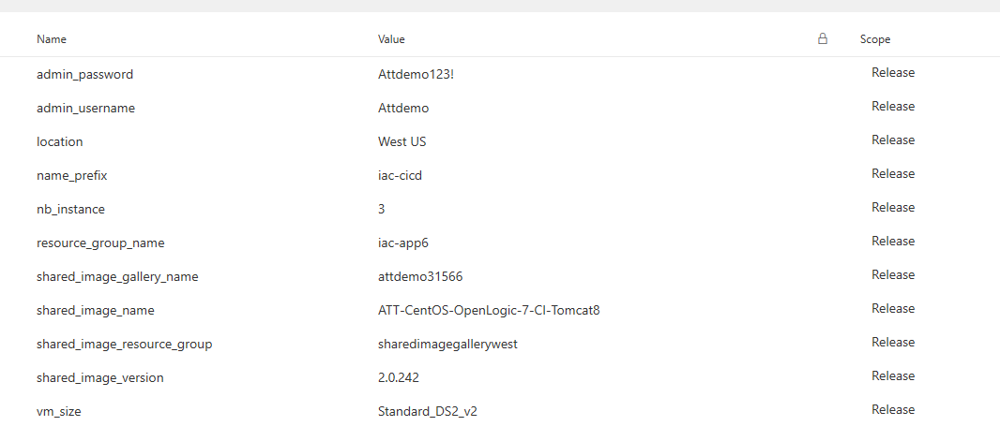 Name Value Scope
admin_password Attdemo123! Release
admin_username Attdemo Release
location West US Release
name_prefix iac-cicd Release
nb_instance 3 Release
resource_group_name iac-app6 Release
shared_image_gallery_name attdemo31566 Release
shared_image_name ATT-CentOS-OpenLogic-7-CI-Tomcat8 Release
shared_image_resource_group sharedimagegallerywest Release
shared_image_version 2.0.242 Release
vm_size Standard_DS2_v2 Release